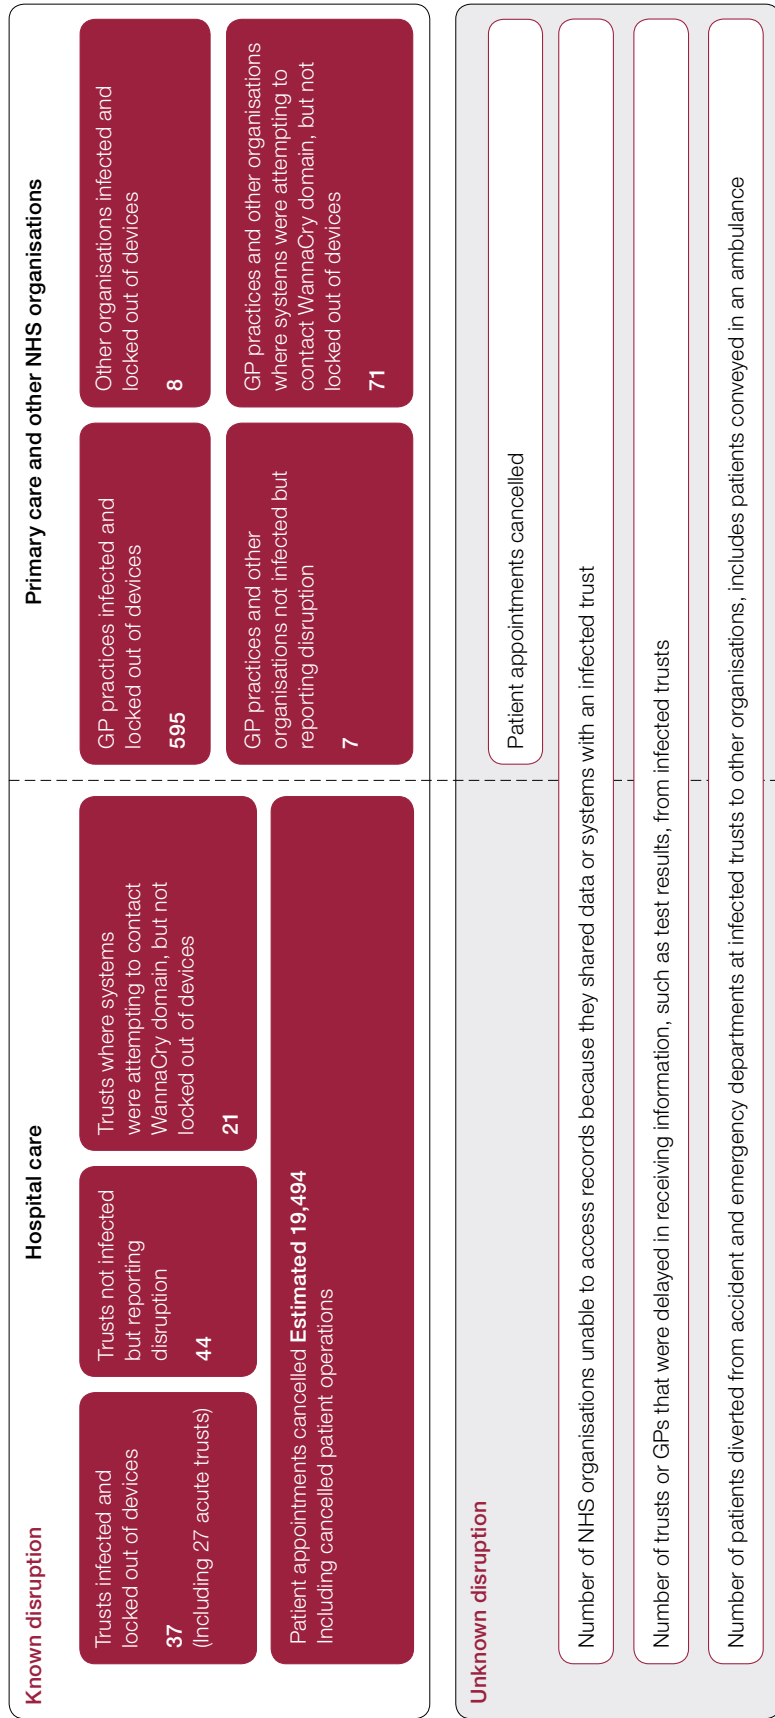 Known disruption
Hospital care
Trusts infected and
locked out of devices
37
(Including 27 acute trusts)
Trusts not infected
but reporting
disruption
44
Trusts where systems
were attempting to contact
WannaCry domain, but not
locked out of devices
21
Patient appointments cancelled Estimated 19,494
Including cancelled patient operations
Primary care and other NHS organisations
GP practices infected and
locked out of devices
595
Other organisations infected and
locked out of devices
8
GP practices and other
organisations not infected but
reporting disruption
7
GP practices and other organisations
where systems were attempting to
contact WannaCry domain, but not
locked out of devices
71
Unknown disruption
Patient appointments cancelled
Number of NHS organisations unable to access records because they shared data or systems with an infected trust
Number of trusts or GPs that were delayed in receiving information, such as test results, from infected trusts
Number of patients diverted from accident and emergency departments at infected trusts to other organisations, includes patients conveyed in an ambulance